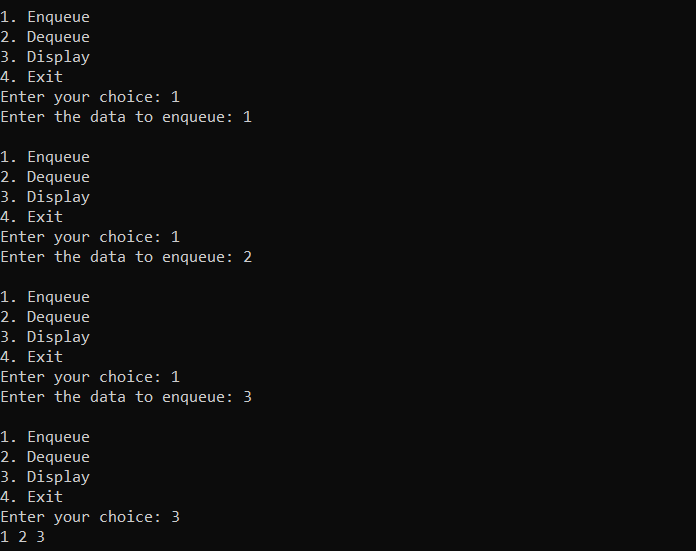 1. Enqueue
2. Dequeue
3. Display
4. Exit
Enter your choice: 1
Enter the data to enqueue: 1

1. Enqueue
2. Dequeue
3. Display
4. Exit
Enter your choice: 1
Enter the data to enqueue: 2

1. Enqueue
2. Dequeue
3. Display
4. Exit
Enter your choice: 1
Enter the data to enqueue: 3

1. Enqueue
2. Dequeue
3. Display
4. Exit
Enter your choice: 3
1 2 3